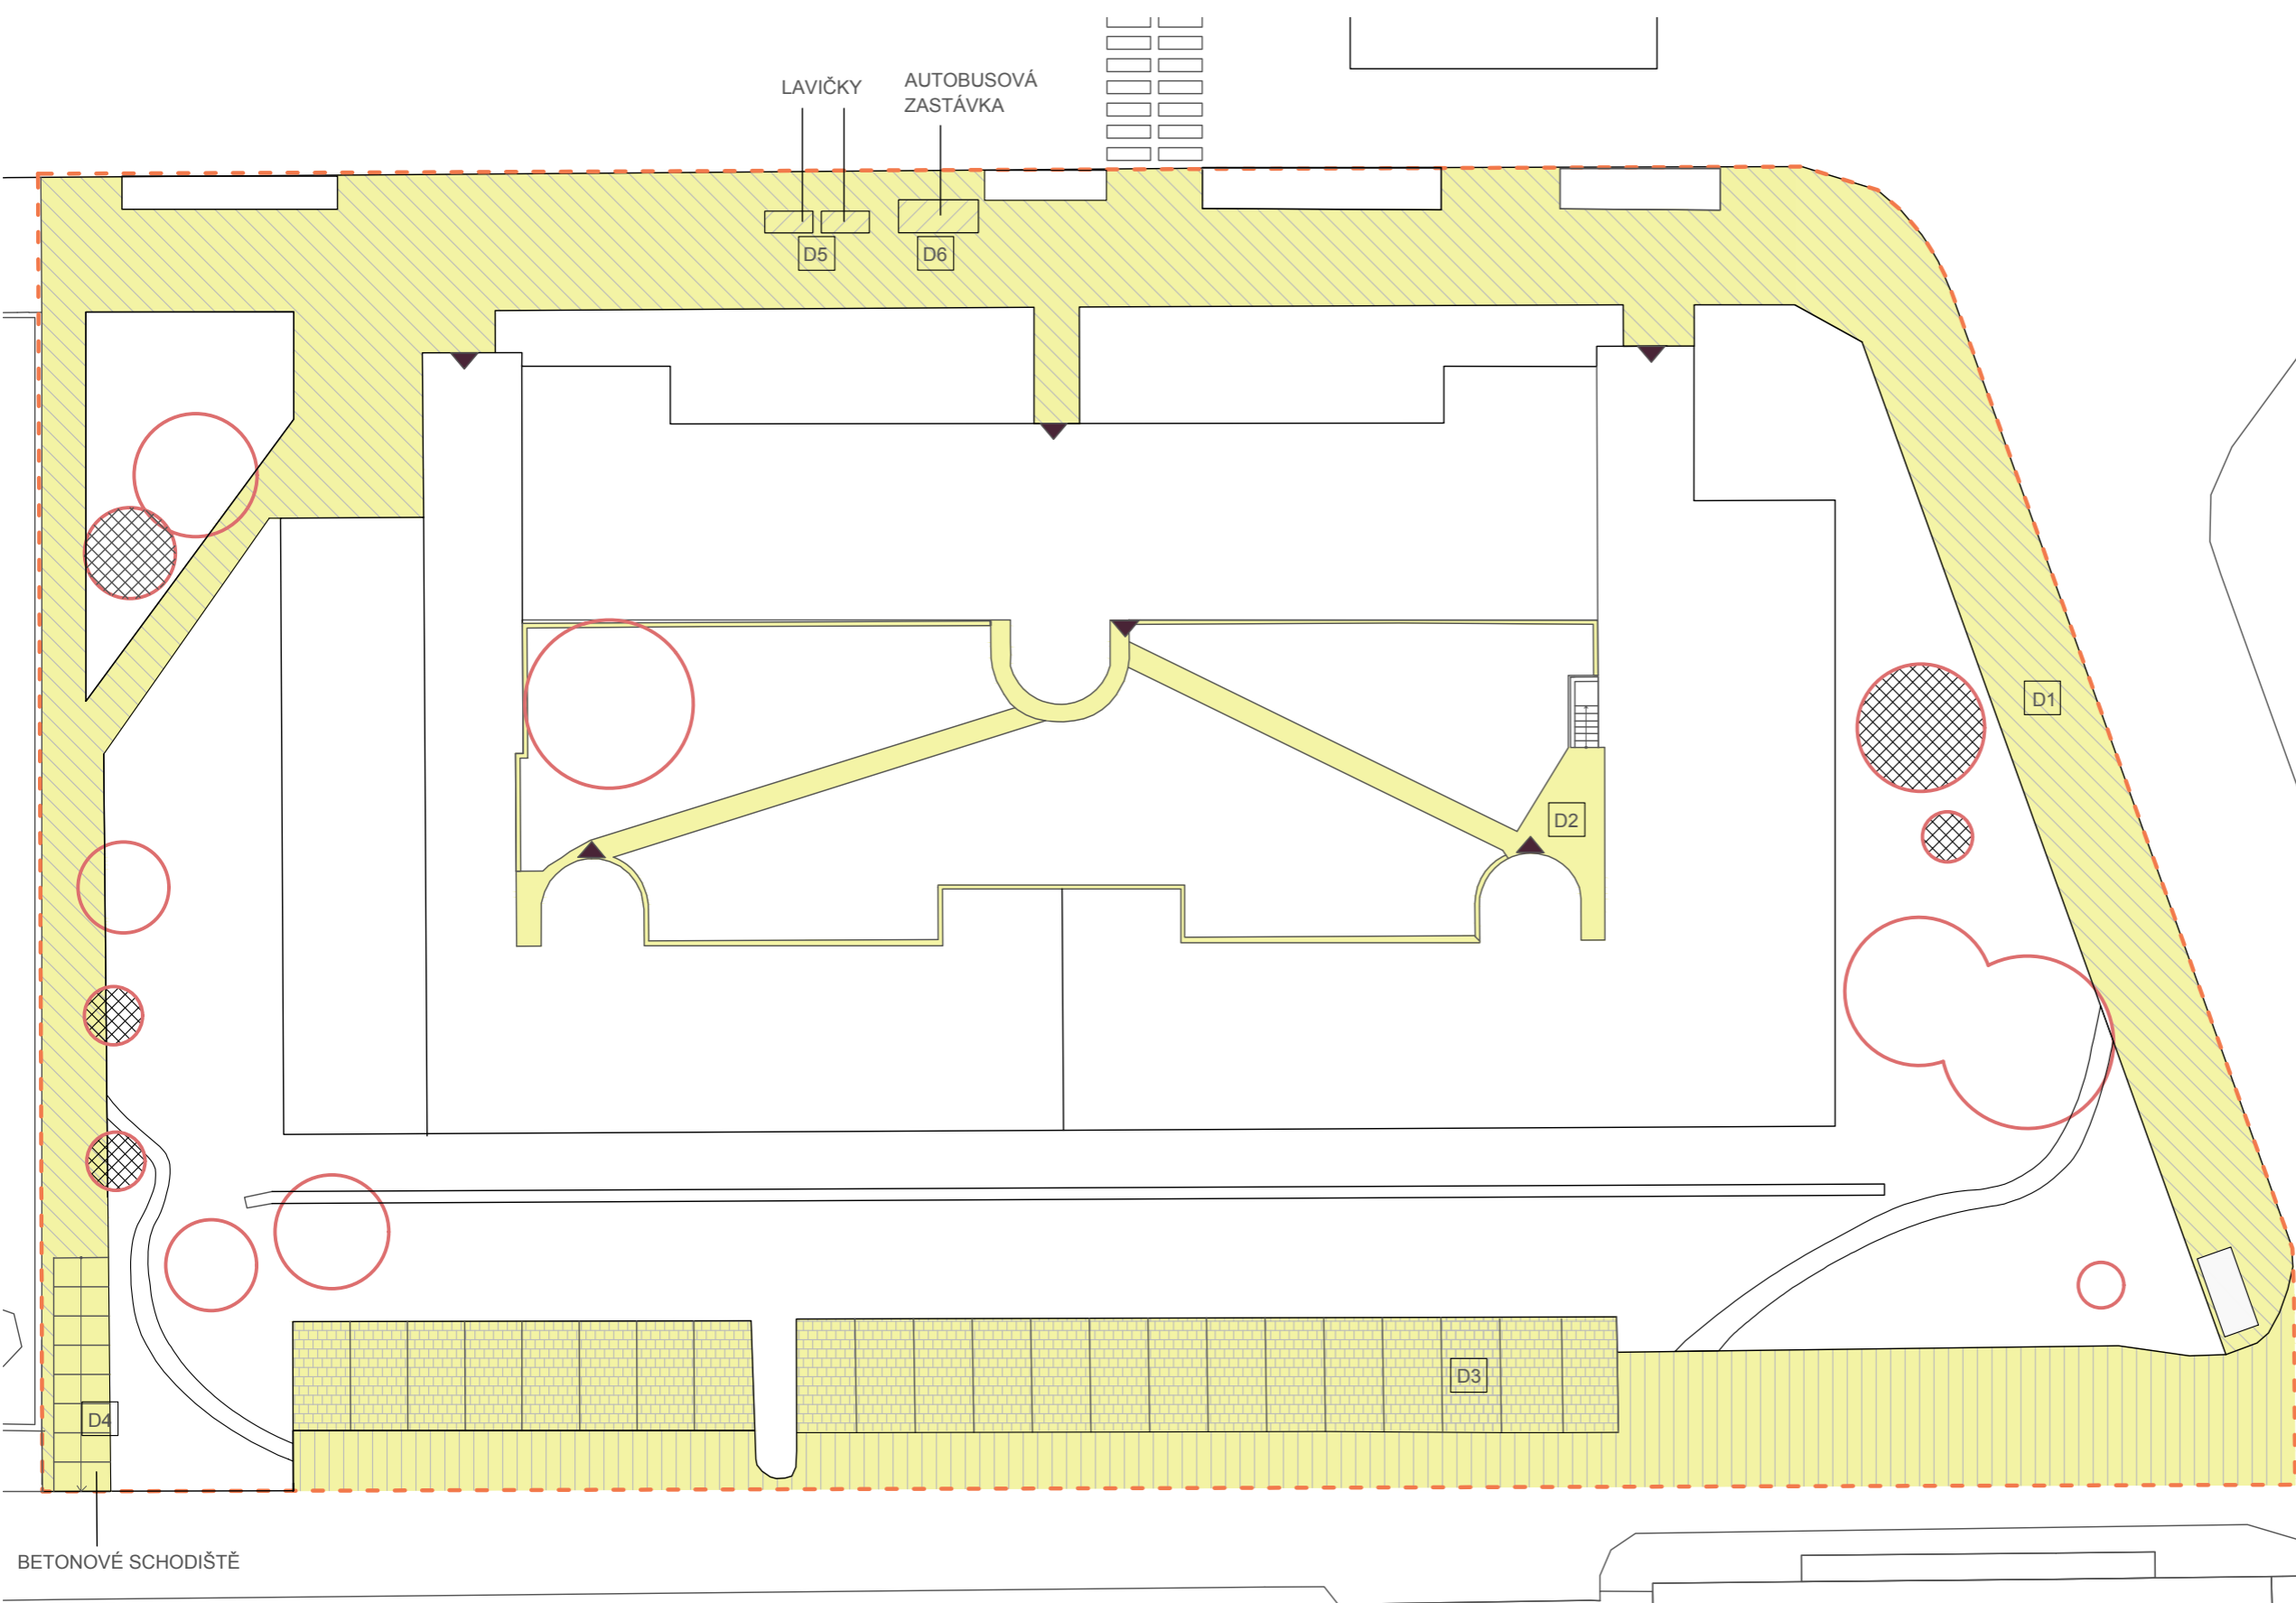 LAVIČKY
AUTOBUSOVÁ
ZASTÁVKA
D5
D6
D1
D2
D3
D4
BETONOVÉ SCHODIŠTĚ